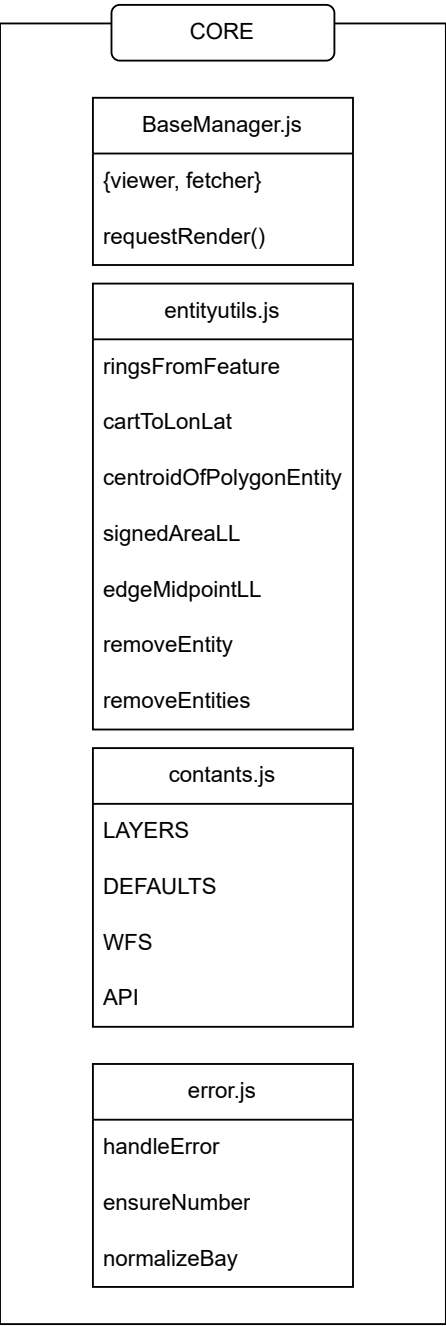 CORE
BaseManager.js
{viewer, fetcher}
requestRender()
entityutils.js
ringsFromFeature
cartToLonLat
centroidOfPolygonEntity
signedAreaLL
edgeMidpointLL
removeEntity
removeEntities
contants.js
LAYERS
DEFAULTS
WFS
API
error.js
handleError
ensureNumber
normalizeBay